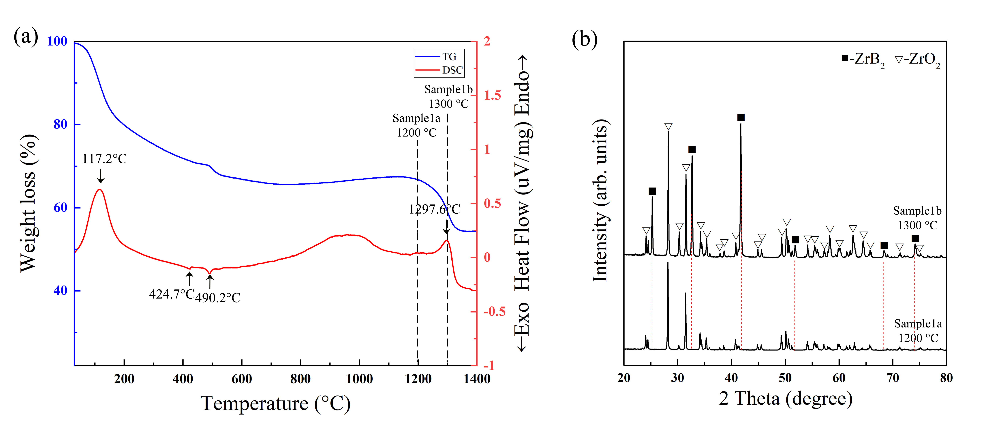 (a)
100
80
60
40
Weight loss (%)
2
1.5
1
0.5
0
-0.5
-1
←Exo Heat Flow (uV/mg) Endo→
TG
DSC
Sample1b
1300 °C
Sample1a
1200 °C
117.2°C
1297.6°C
424.7°C
490.2°C
200 400 600 800 1000 1200 1400
Temperature (°C)
(b)
■-ZrB₂ ▽-ZrO₂
Intensity (arb. units)
Sample1b
1300 °C
Sample1a
1200 °C
20 30 40 50 60 70 80
2 Theta (degree)